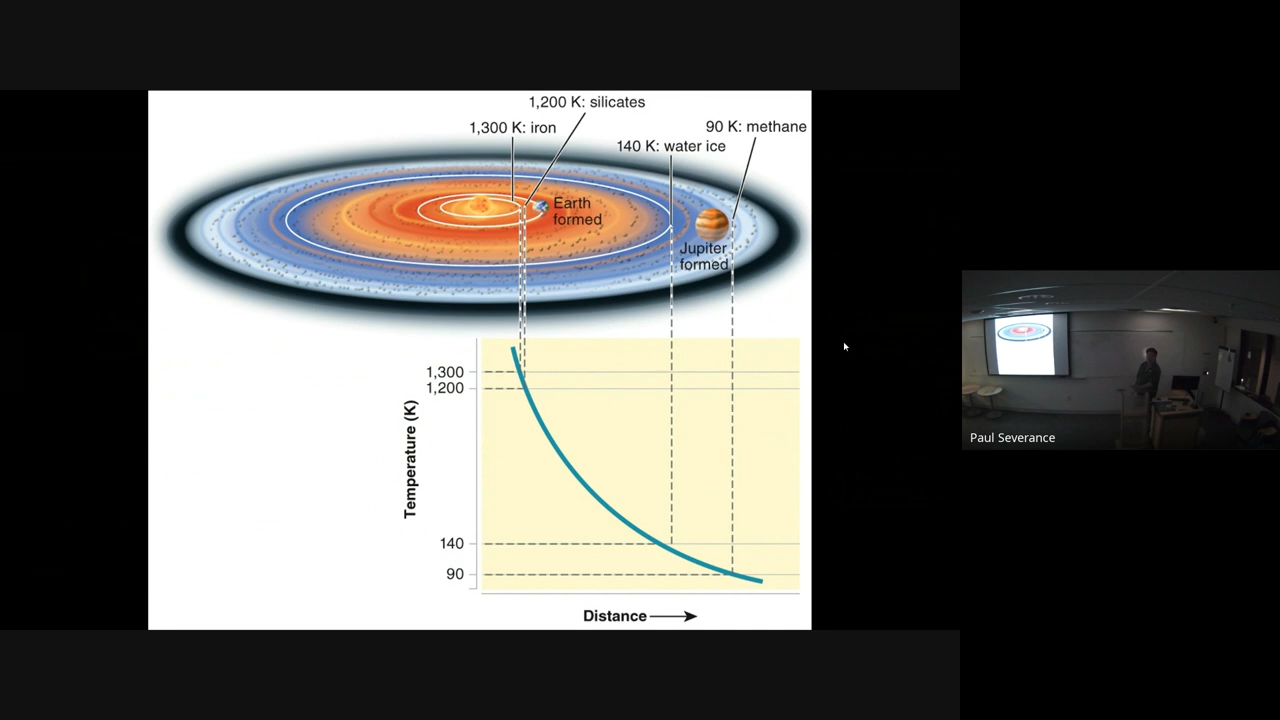 1,200 K: silicates
1,300 K: iron
90 K: methane
140 K: water ice
Earth
formed
Jupiter
formed
1,300
1,200
Temperature (K)
140
90
Distance
Paul Severance